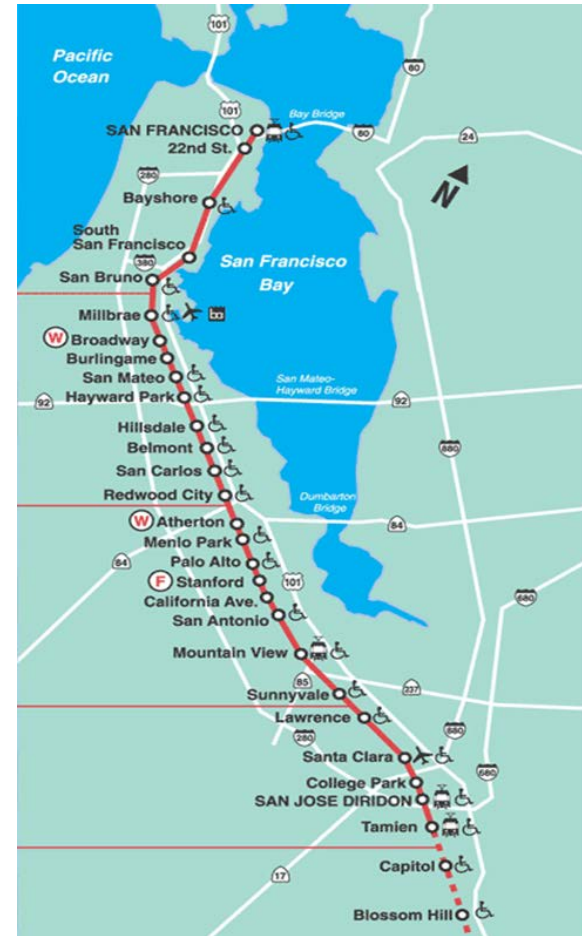 Pacific
Ocean
101
80
101
Bay Bridge
80
24
SAN FRANCISCO
22nd St.
N
280
Bayshore
South
San Francisco
380
San Bruno
San Francisco
Bay
Millbrae
W Broadway
Burlingame
San Mateo
San Mateo-
Hayward Bridge
92
Hayward Park
92
Hillsdale
Belmont
880
San Carlos
Redwood City
Dumbarton
Bridge
W Atherton
84
Menlo Park
84
Palo Alto
F Stanford
101
California Ave.
680
San Antonio
Mountain View
85
237
Sunnyvale
Lawrence
280
880
Santa Clara
680
College Park
SAN JOSE DIRIDON
Tamien
Capitol
17
Blossom Hill